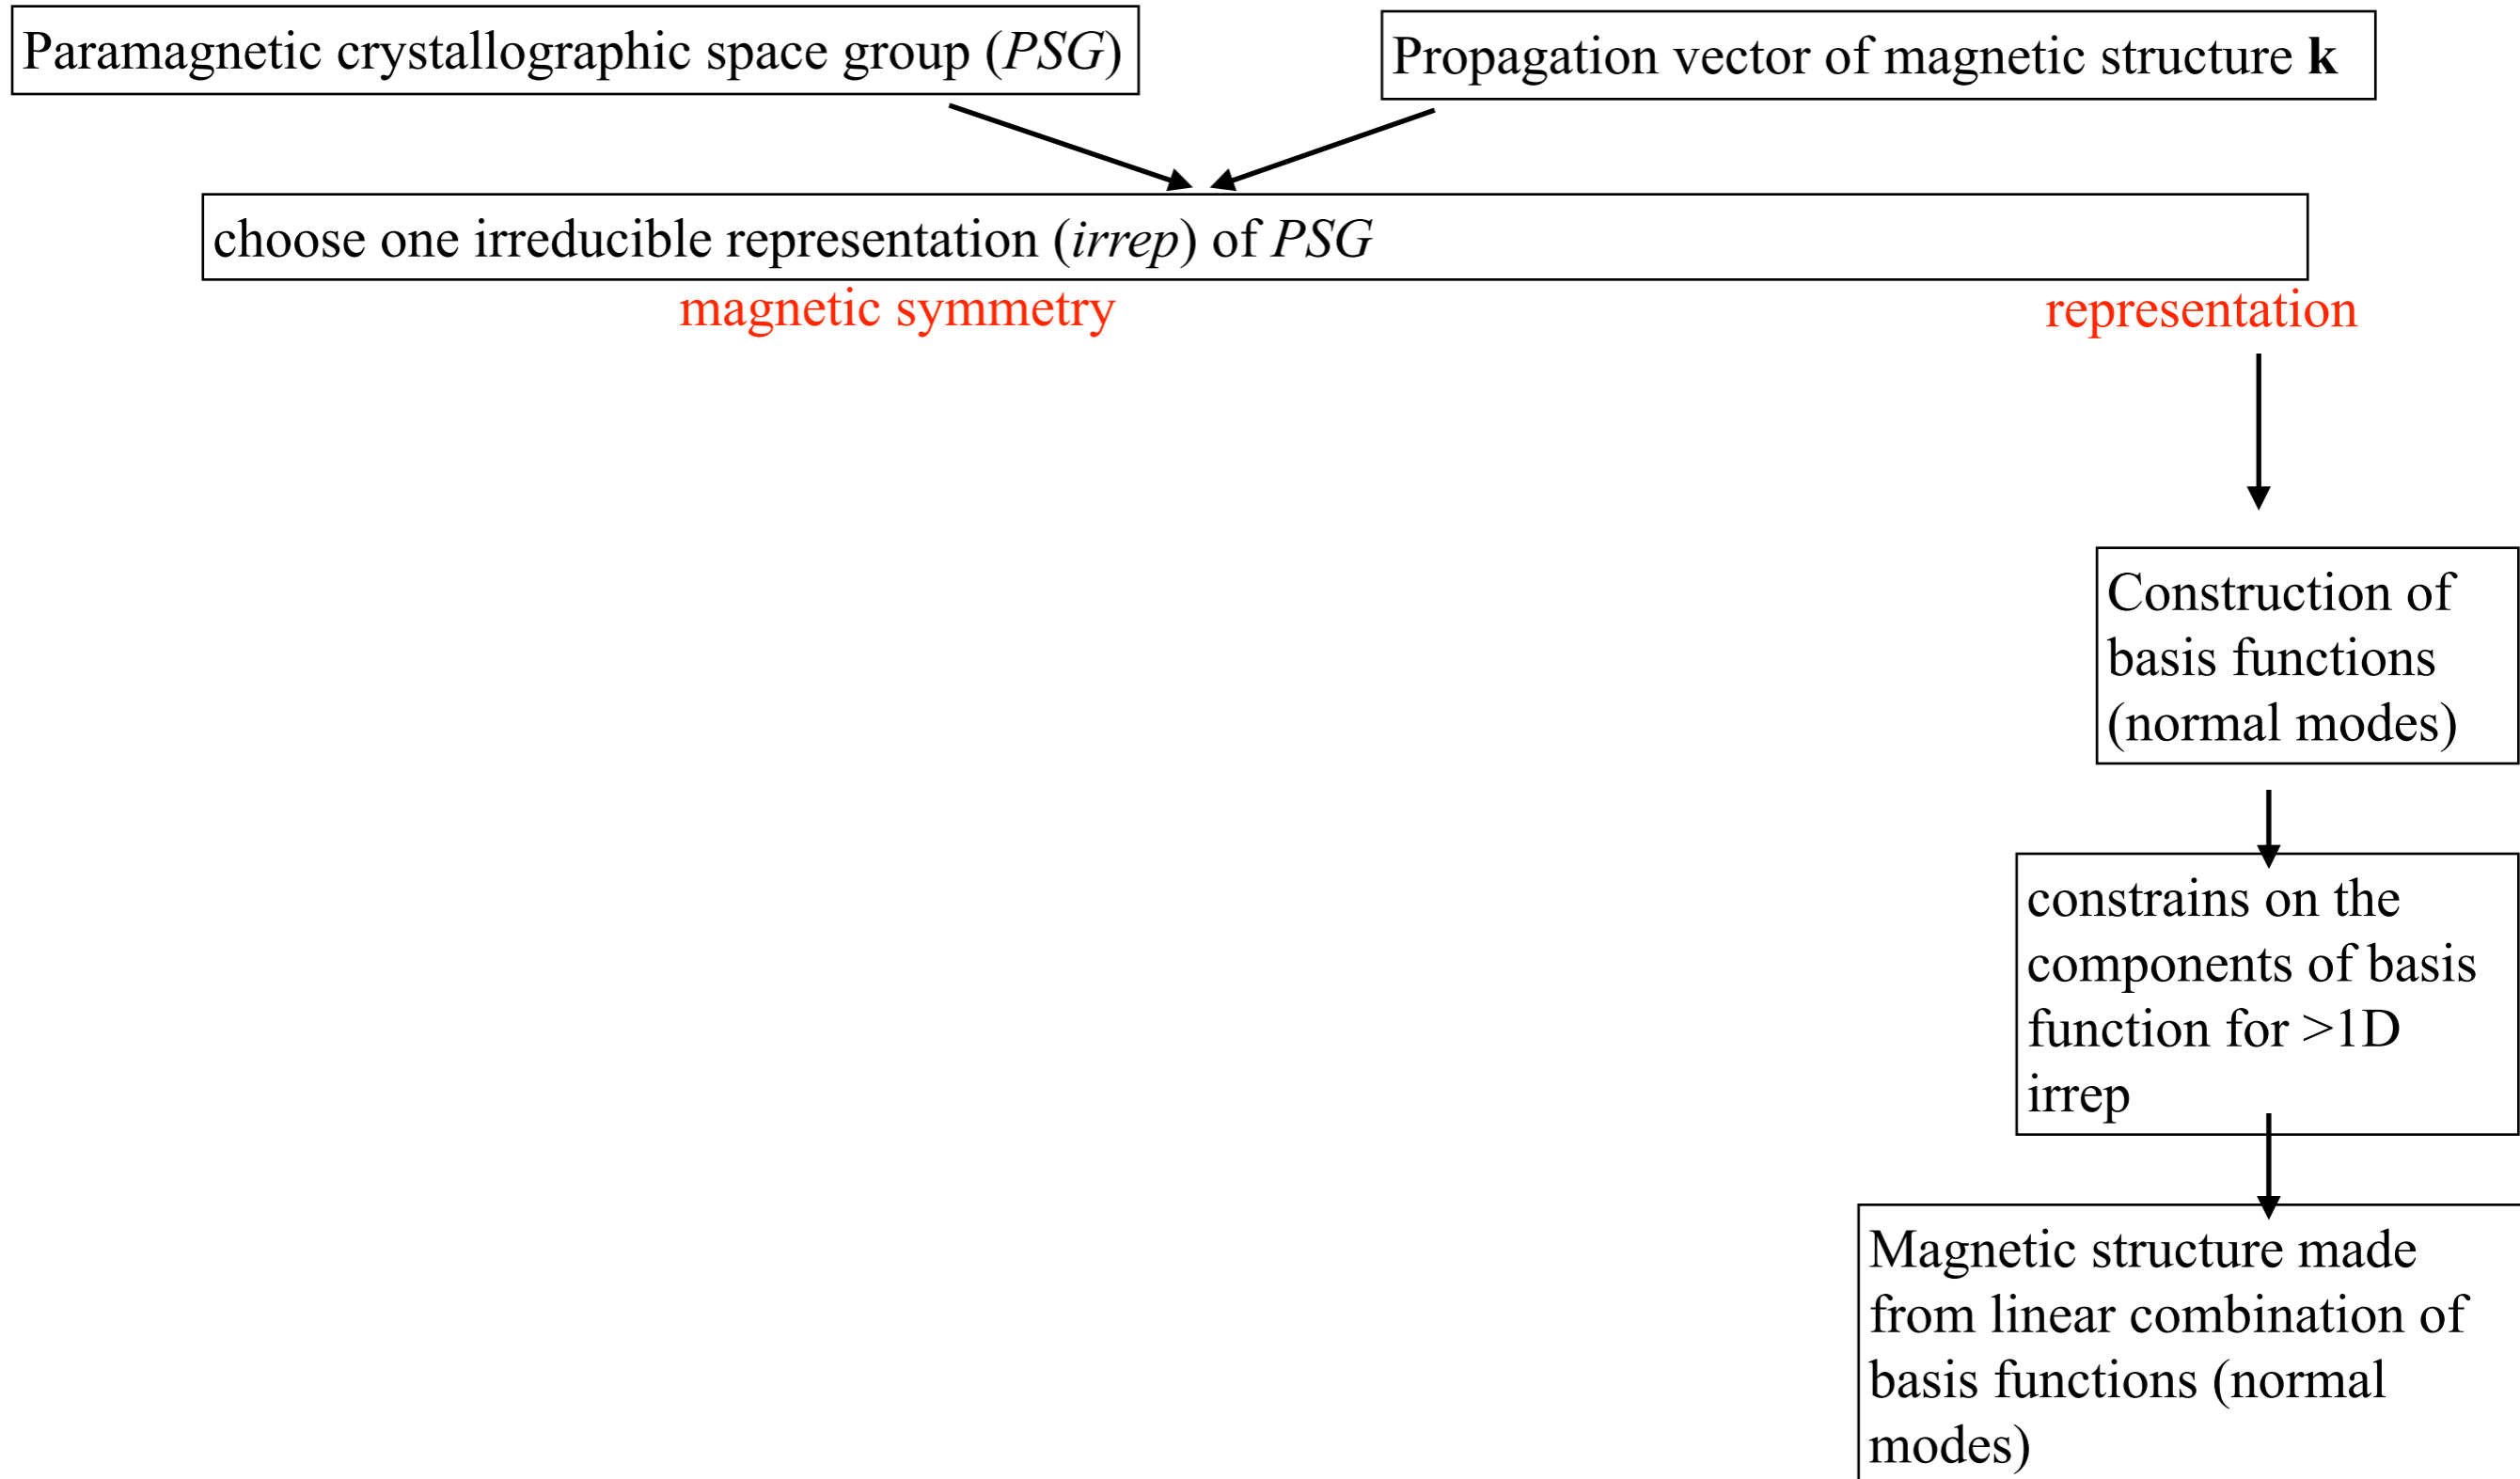 Paramagnetic crystallographic space group (PSG)
Propagation vector of magnetic structure k
choose one irreducible representation (irrep) of PSG
magnetic symmetry
representation
Construction of
basis functions
(normal modes)
constrains on the
components of basis
function for >1D
irrep
Magnetic structure made
from linear combination of
basis functions (normal
modes)